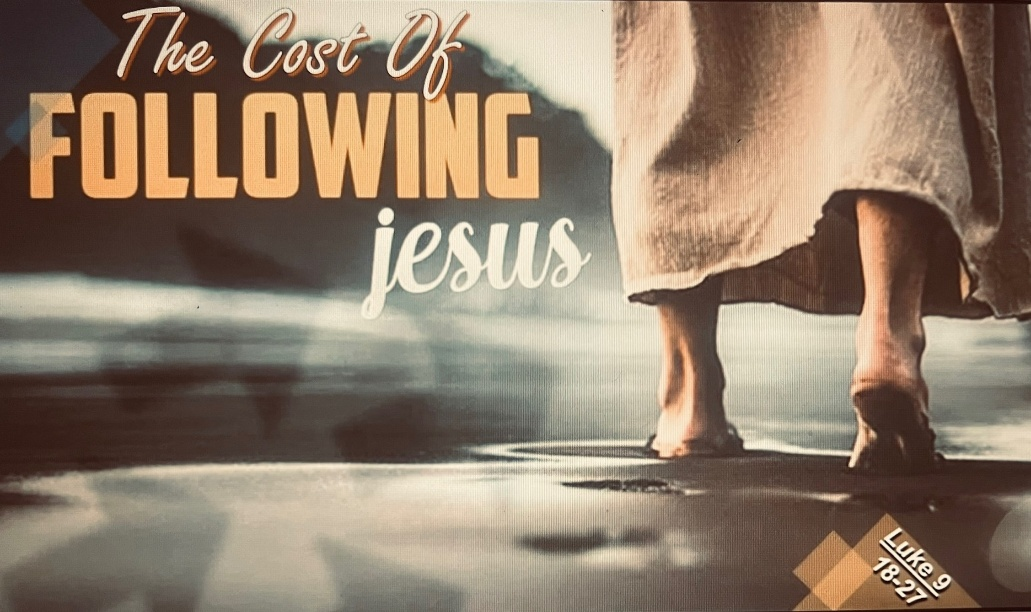 The Cost Of
FOLLOWING
jesus
Luke 9
18-27